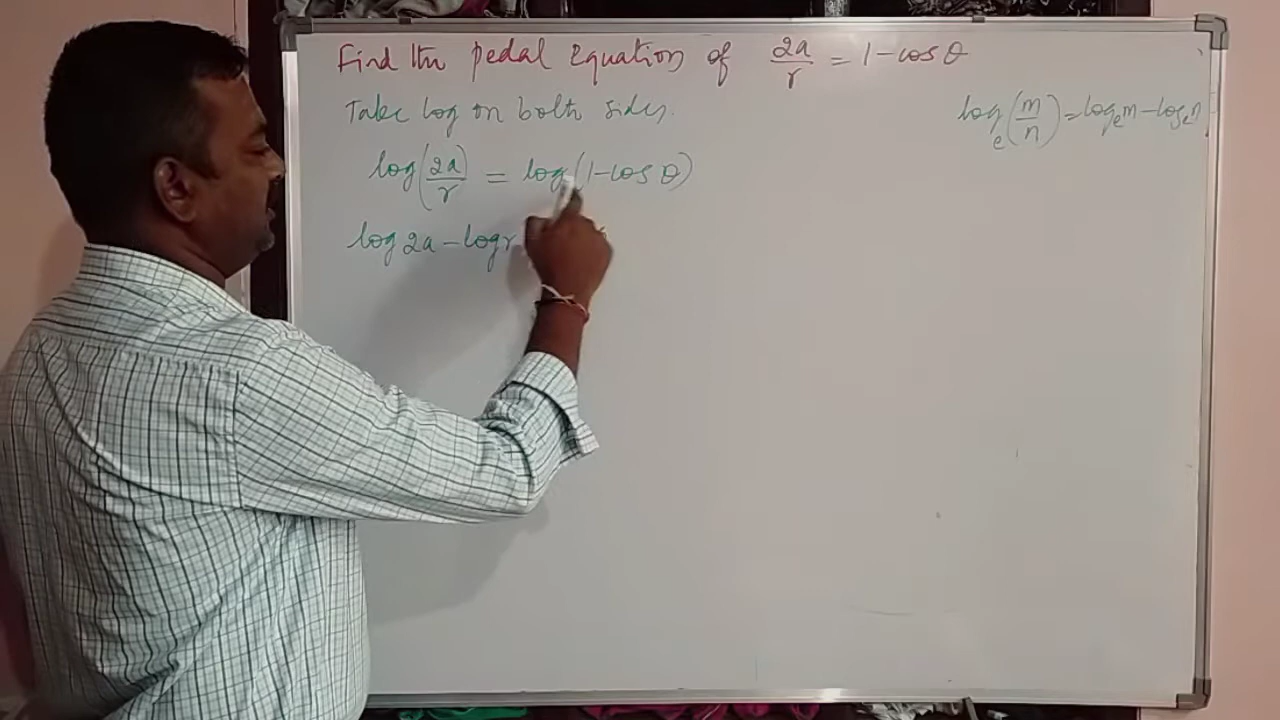 Find the pedal Equation of 2a/r = 1-cos θ
Take log on both sides.
log_e(m/n) = log_e m - log_e n
log(2a/r) = log(1-cos θ)
log 2a - log r